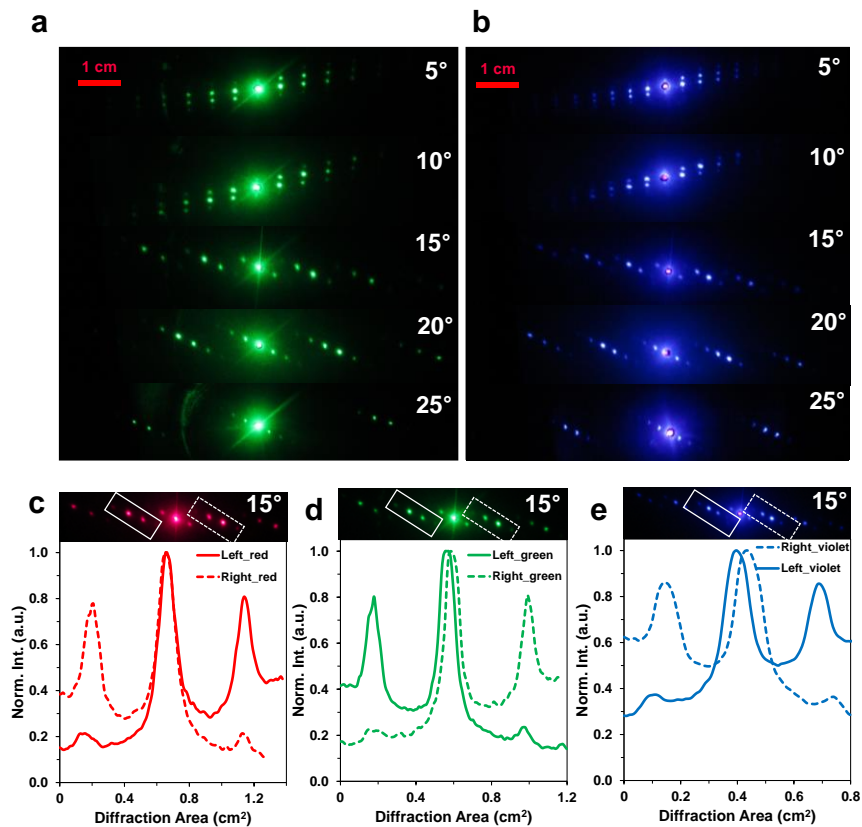 a
b
1 cm
5°
10°
15°
20°
25°
1 cm
5°
10°
15°
20°
25°
c
15°
Norm. Int. (a.u.)
1.0
0.8
0.6
0.4
0.2
0.0
Left_red
Right_red
0
0.4
0.8
1.2
Diffraction Area (cm²)
d
15°
Norm. Int. (a.u.)
1.0
0.8
0.6
0.4
0.2
0.0
Left_green
Right_green
0
0.4
0.8
1.2
Diffraction Area (cm²)
e
15°
Norm. Int. (a.u.)
1.0
0.8
0.6
0.4
0.2
0.0
Right_violet
Left_violet
0
0.2
0.4
0.6
0.8
Diffraction Area (cm²)